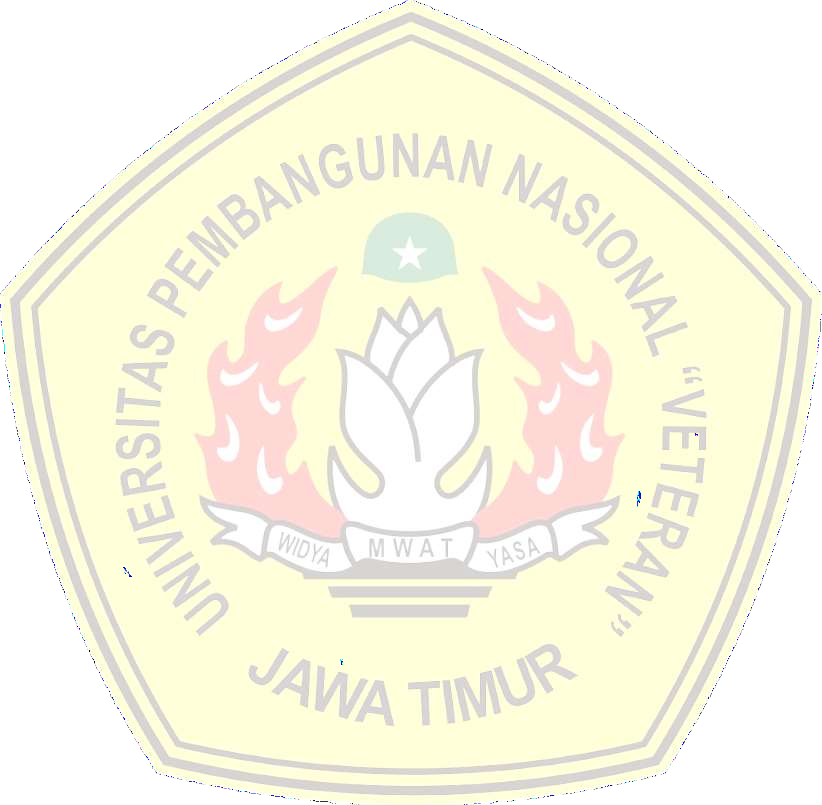 UNIVERSITAS PEMBANGUNAN NASIONAL “VETERAN”
WIDYA MWAT YASA
JAWA TIMUR